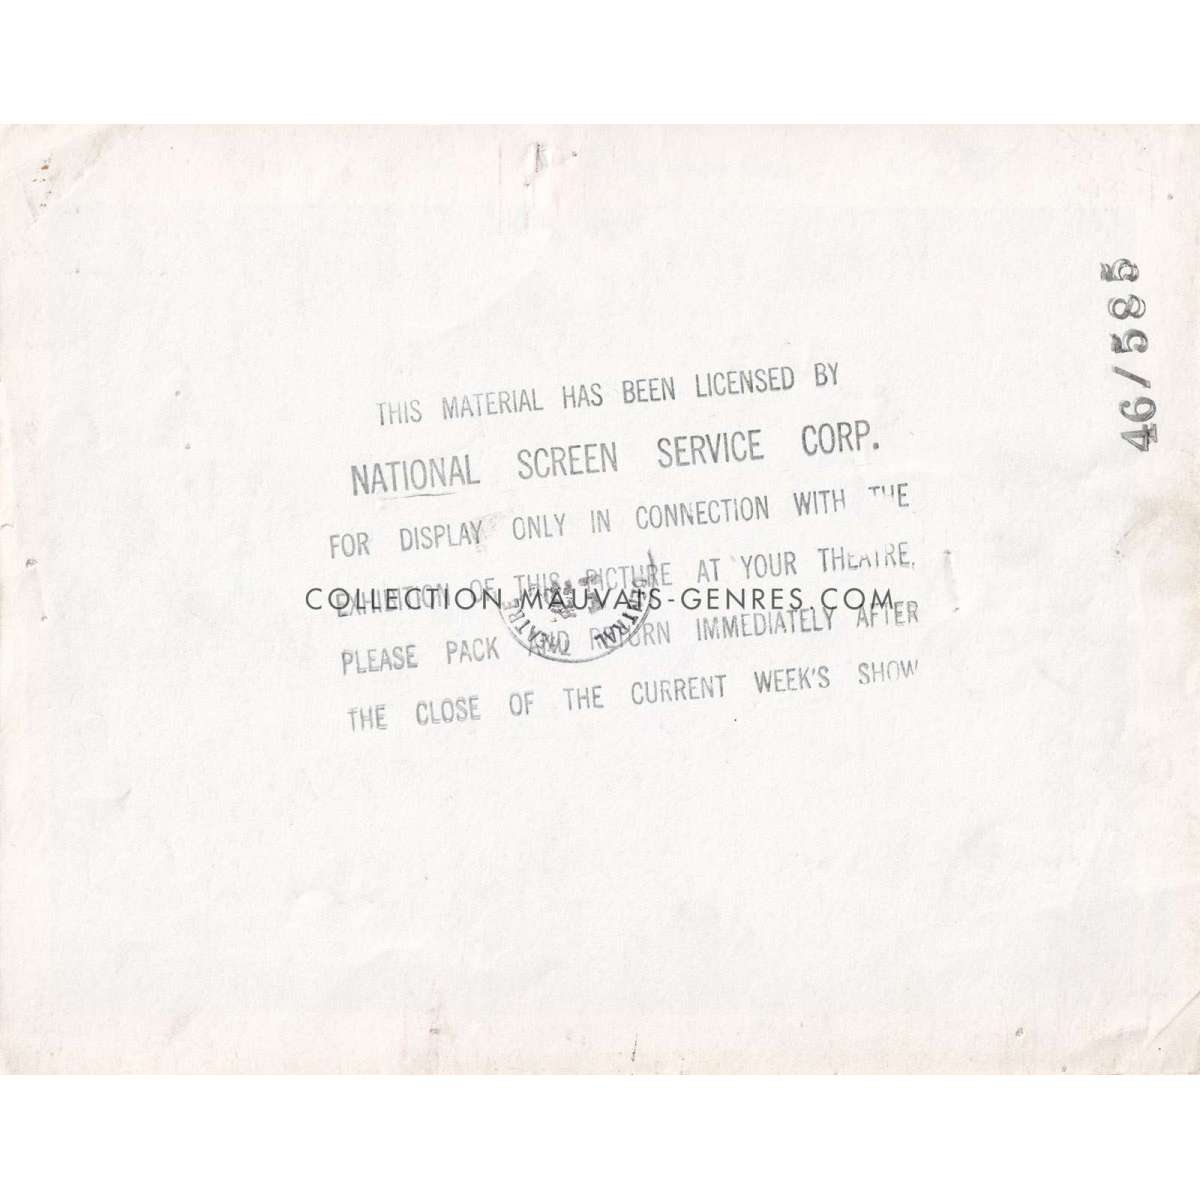 THIS MATERIAL HAS BEEN LICENSED BY
NATIONAL SCREEN SERVICE CORP.
FOR DISPLAY ONLY IN CONNECTION WITH THE
EXHIBITION OF THIS PICTURE AT YOUR THEATRE.
COLLECTION MAUVAIS-GENRES.COM
PLEASE PACK AND RETURN IMMEDIATELY AFTER
THE CLOSE OF THE CURRENT WEEK'S SHOW
46/585